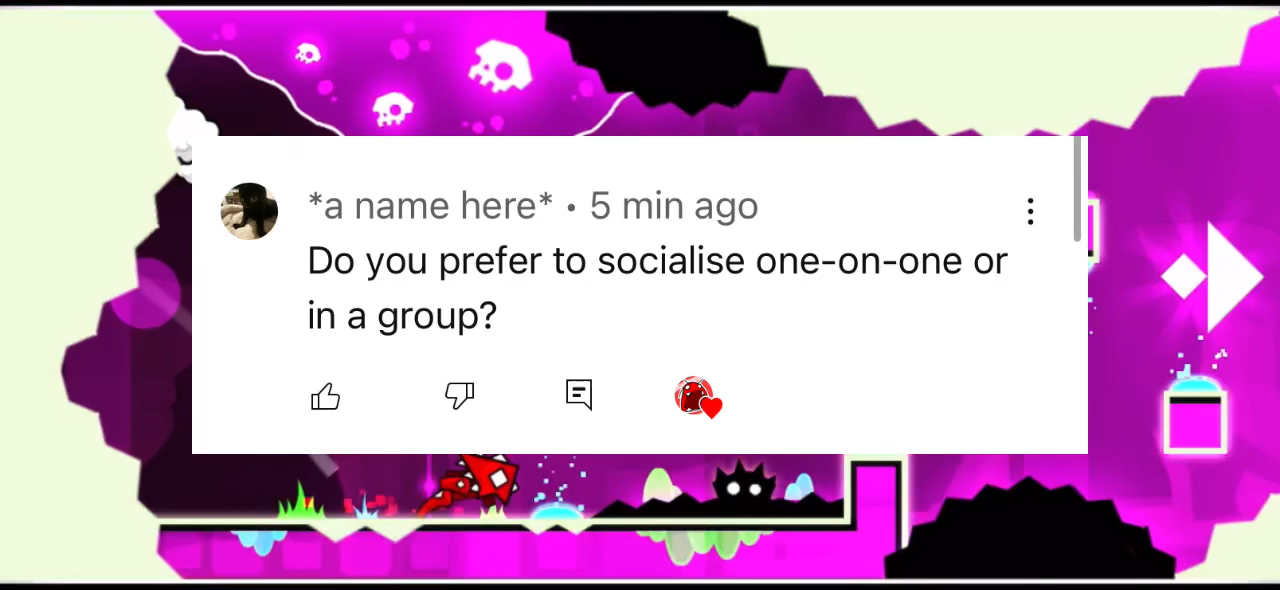 *a name here* • 5 min ago
Do you prefer to socialise one-on-one or
in a group?